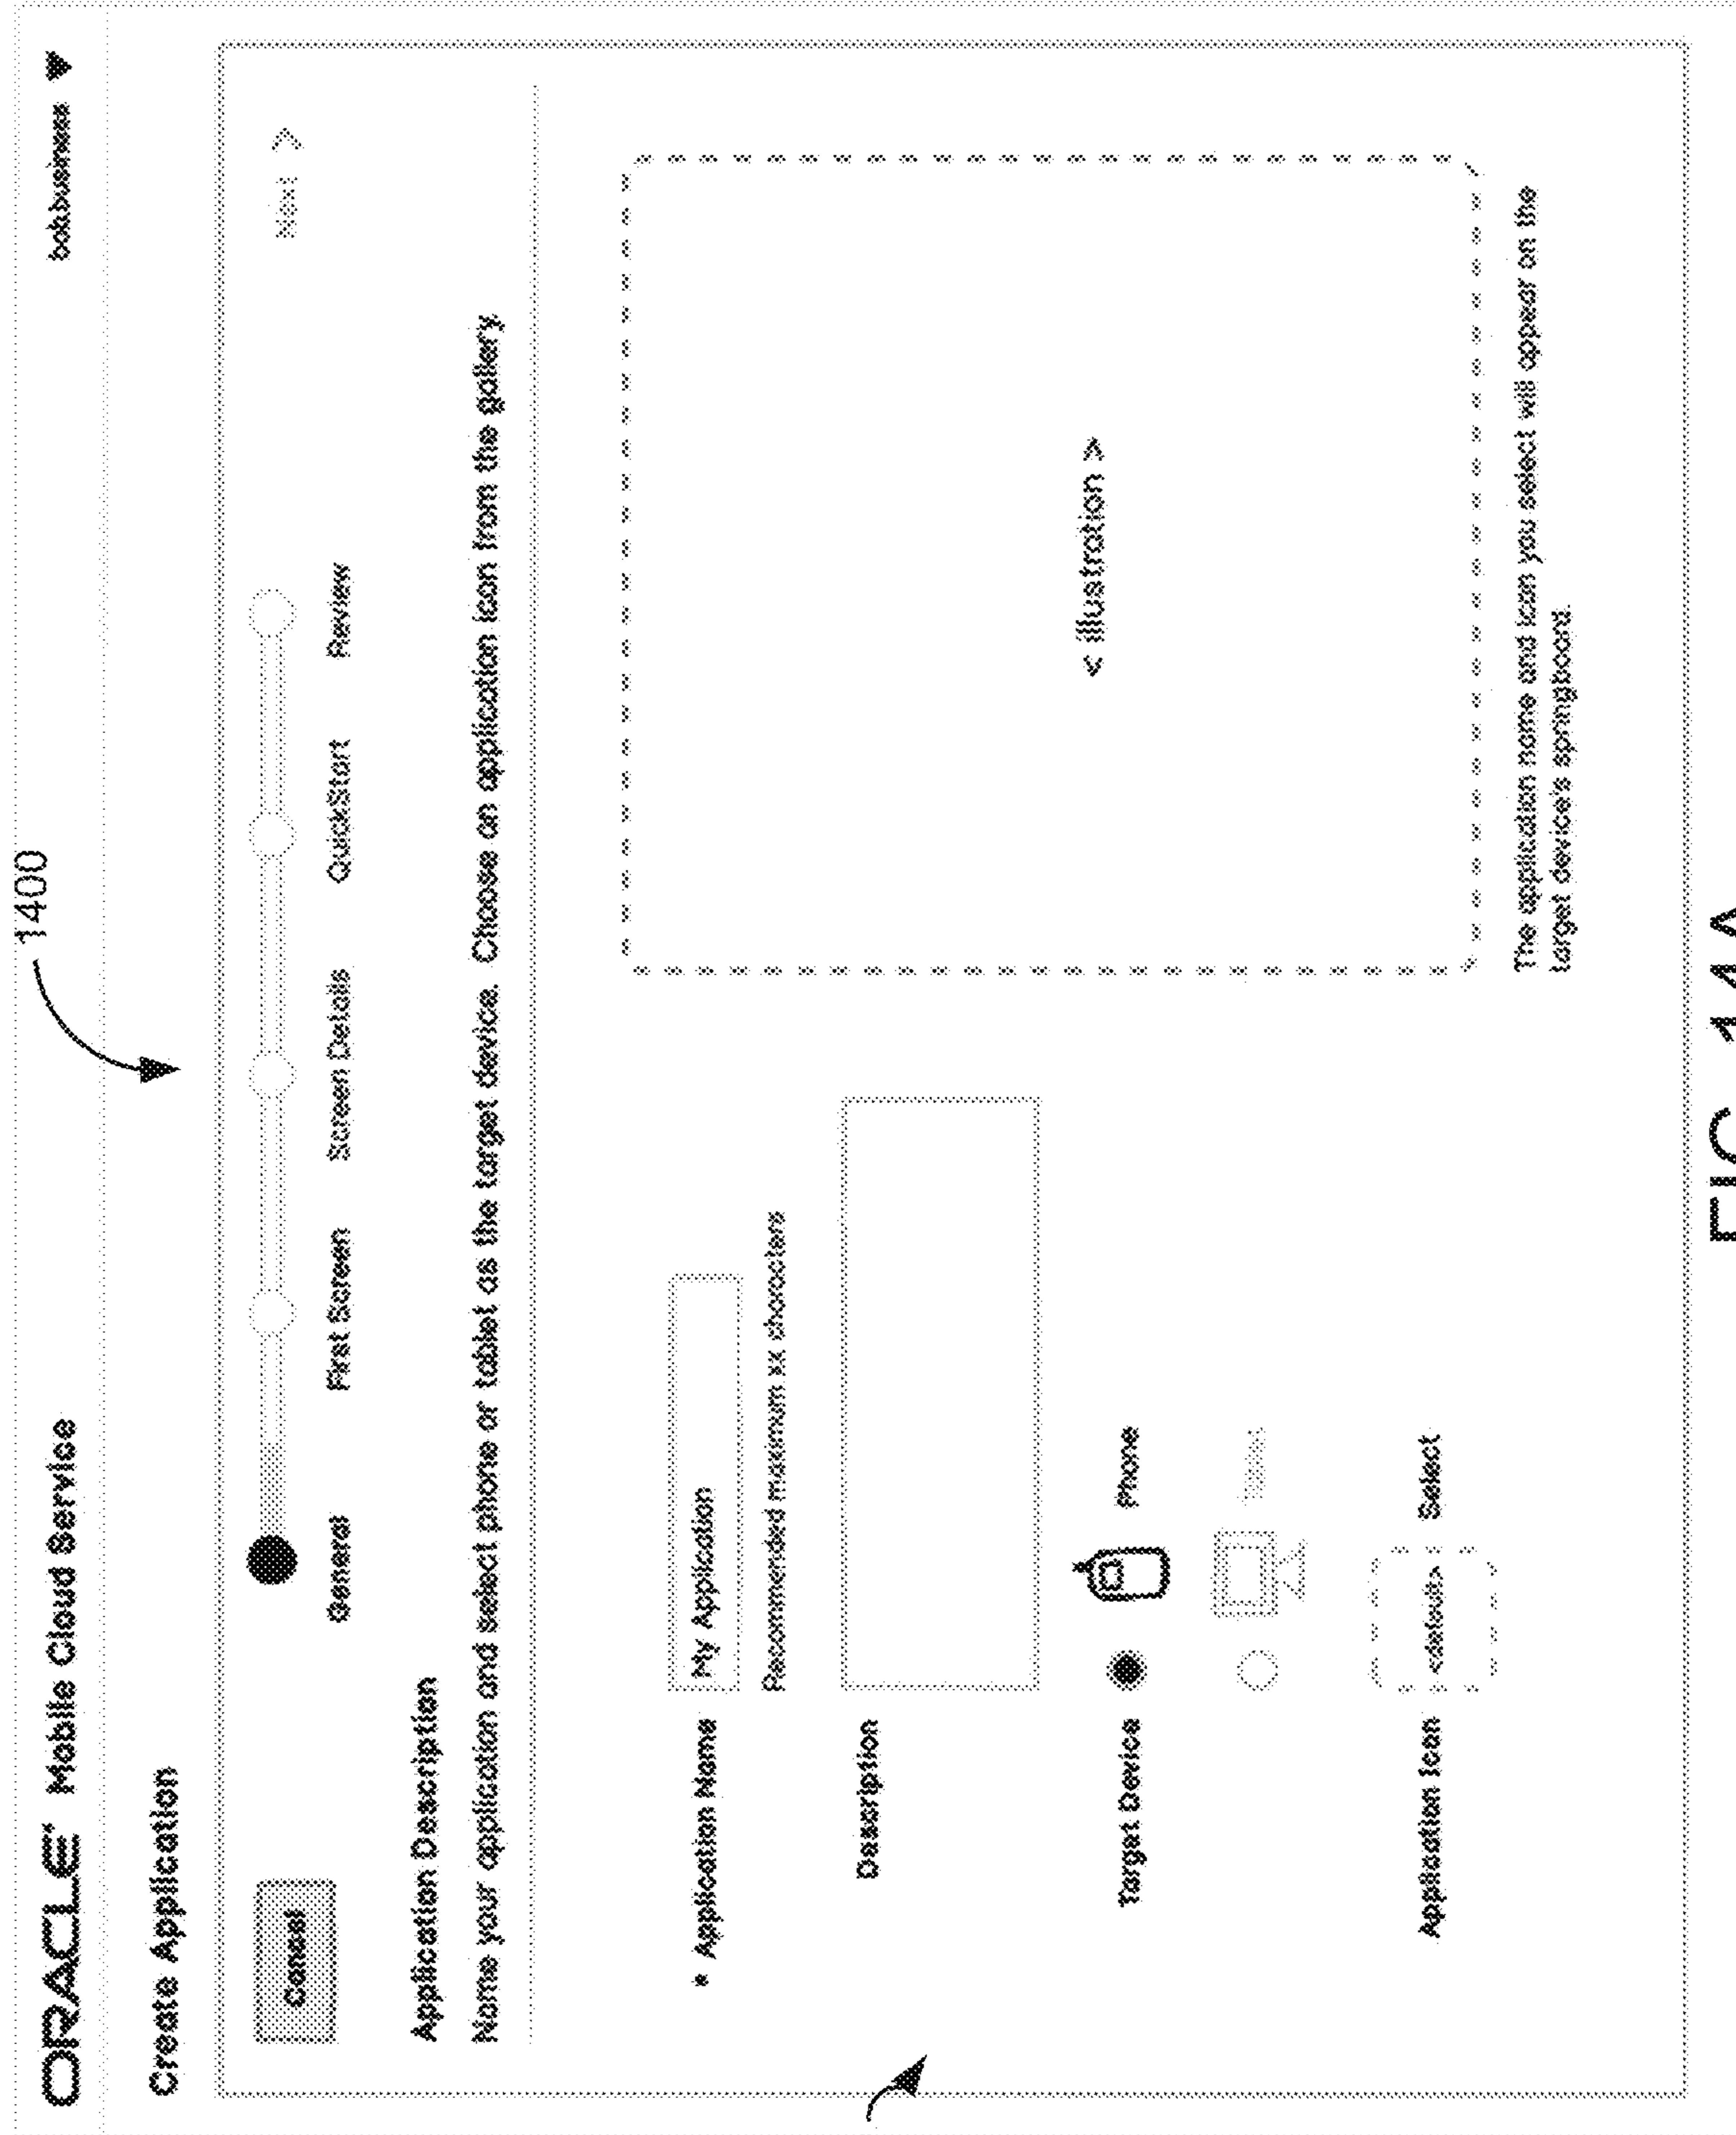 1400
ORACLE Mobile Cloud Service
bobbusiness
Create Application
Cancel
General
First Screen
Screen Details
QuickStart
Review
Next >
Application Description
Name your application and select phone or tablet as the target device. Choose an application icon from the gallery.
* Application Name
My Application
Recommended maximum xx characters
Description
Target Device
Phone
Application Icon
<default>
Select
< illustration >
The application name and icon you select will appear on the
target device's springboard.
FIG. 14A